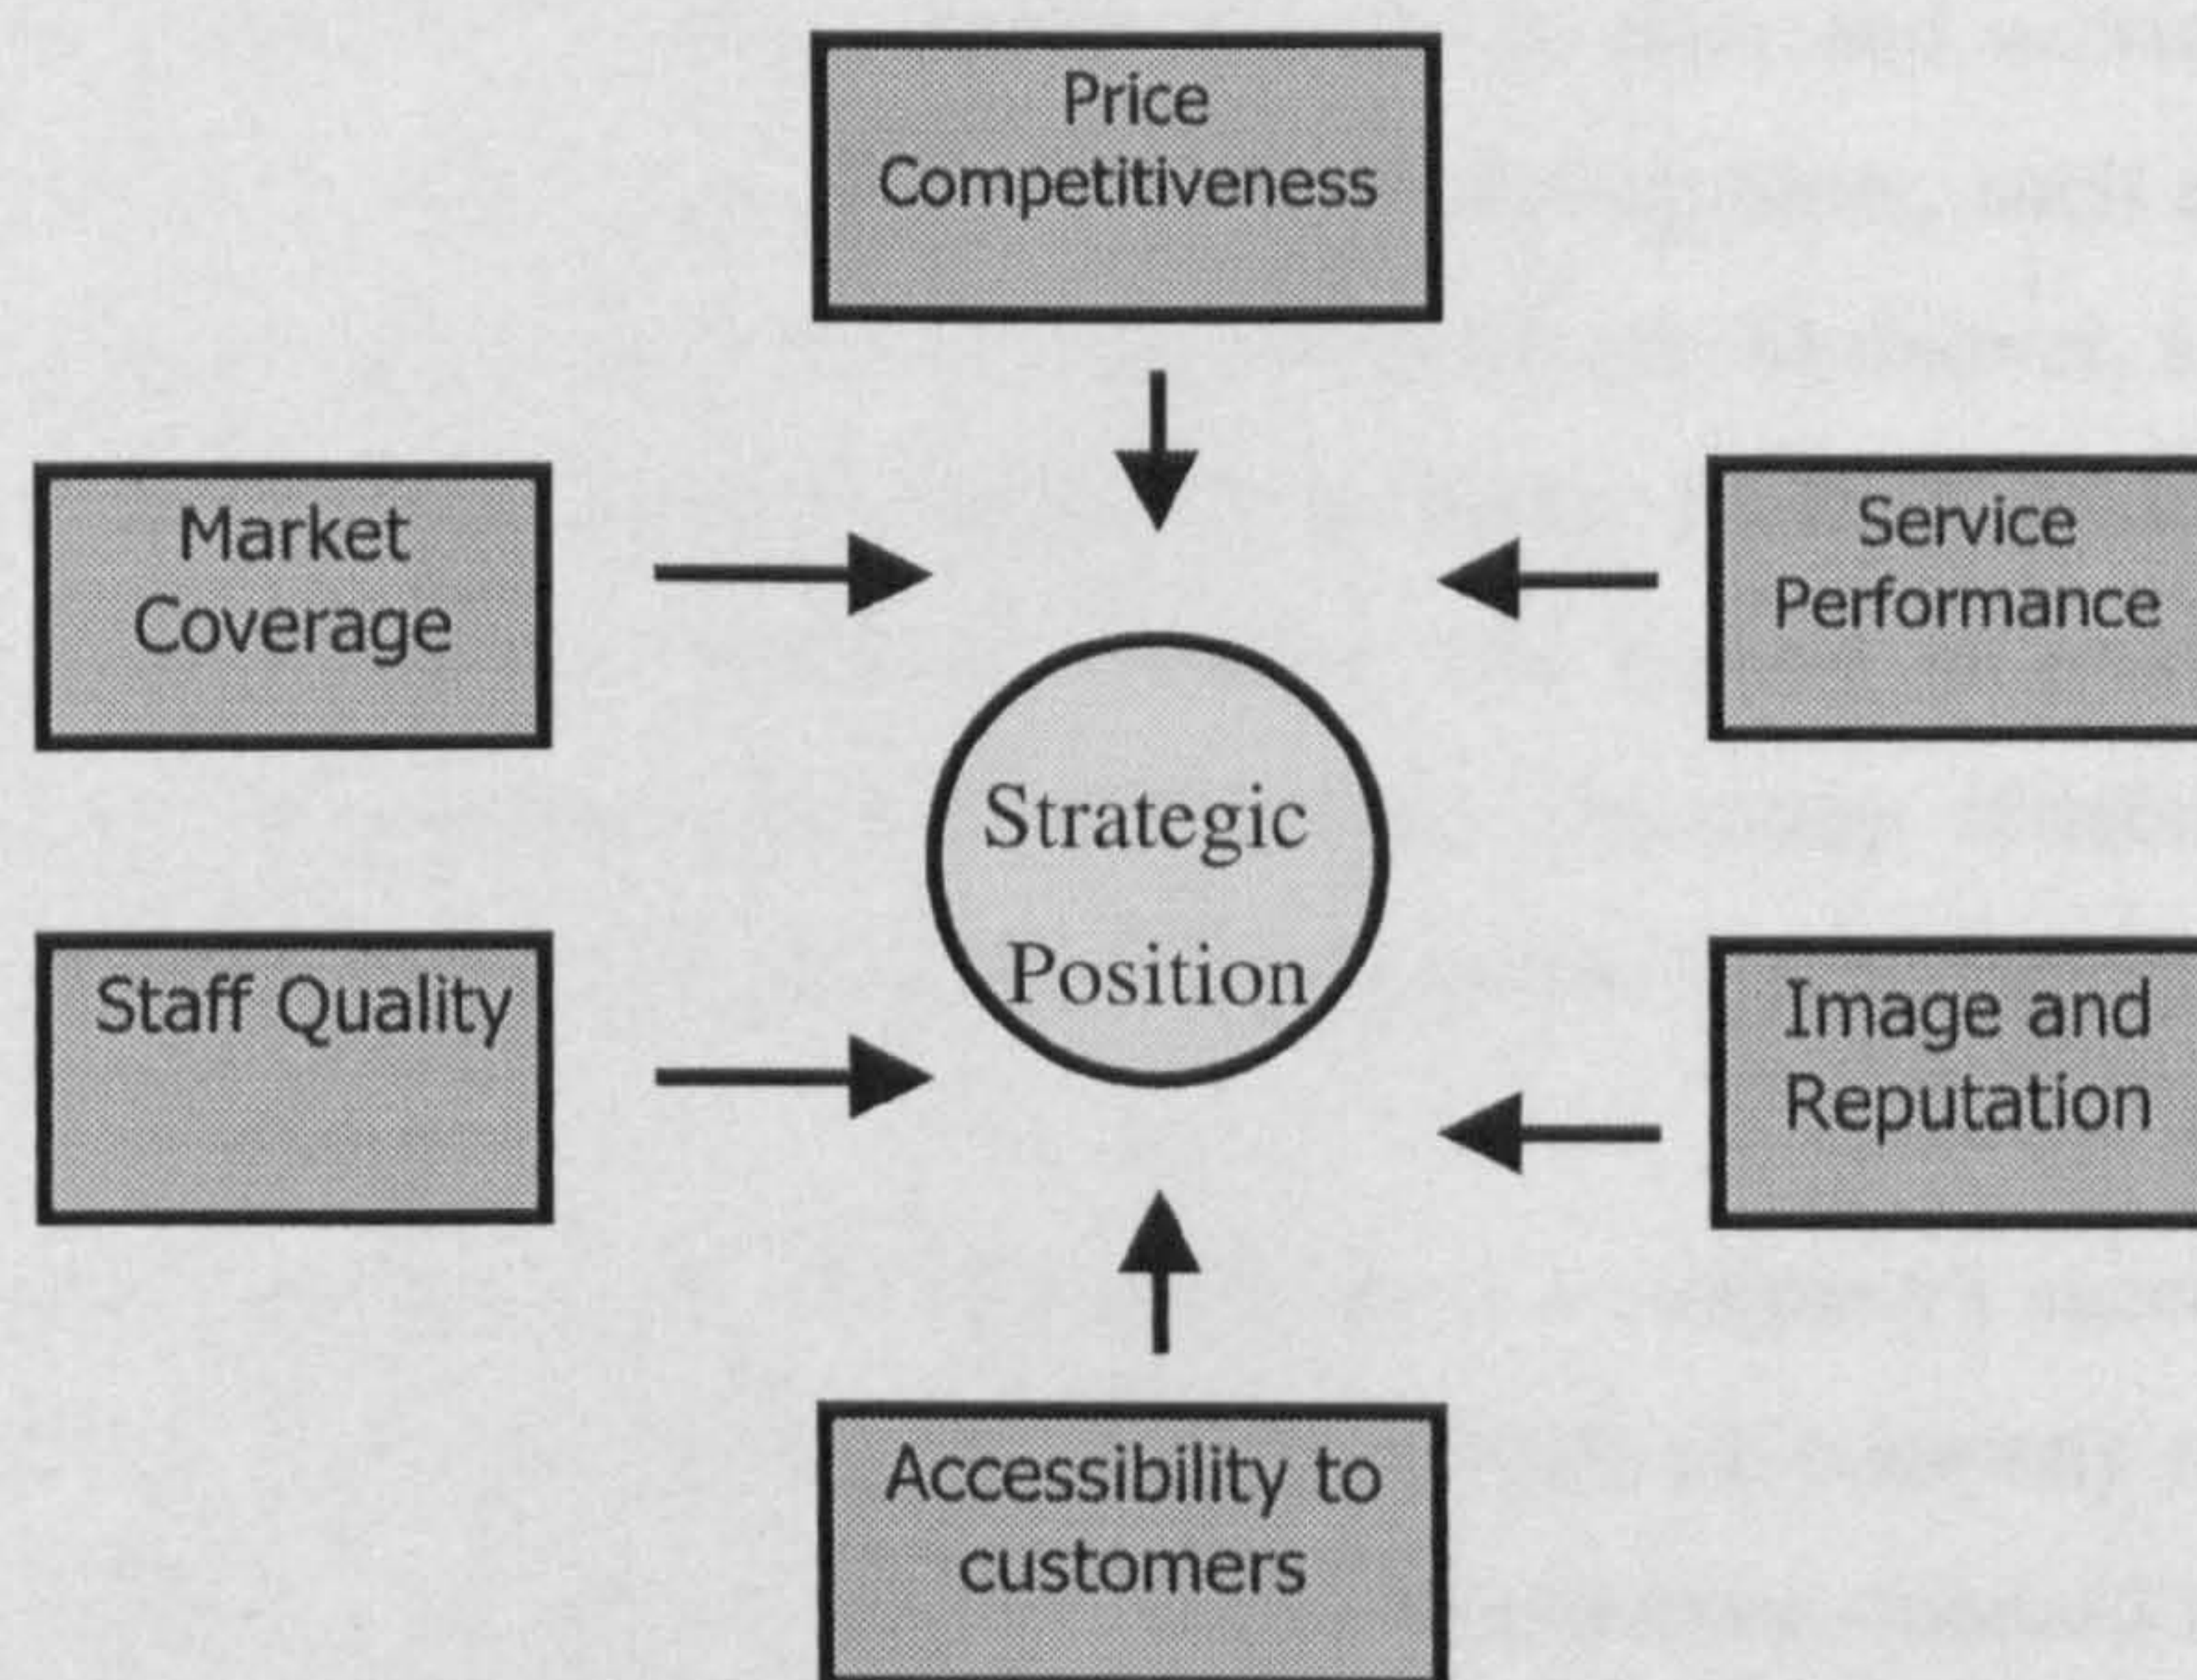 Price
Competitiveness
Market
Coverage
Service
Performance
Strategic
Position
Staff Quality
Image and
Reputation
Accessibility to
customers